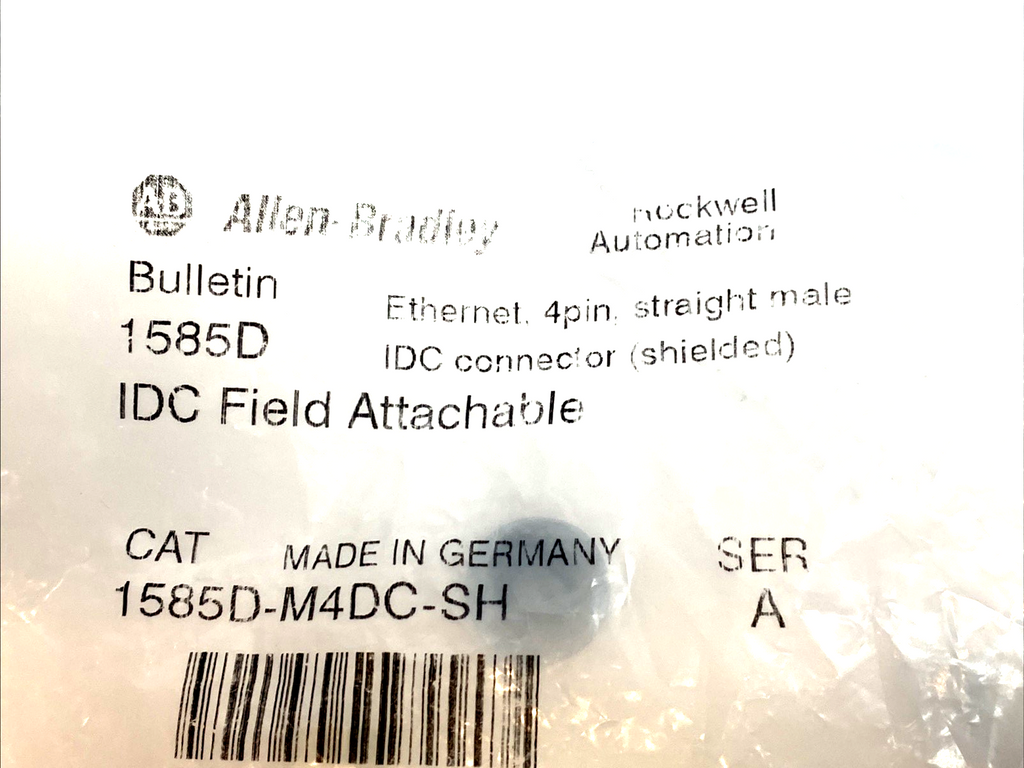 AB Allen-Bradley
Rockwell
Automation
Bulletin
1585D
Ethernet, 4pin, straight male
IDC connector (shielded)
IDC Field Attachable
CAT MADE IN GERMANY SER
1585D-M4DC-SH A